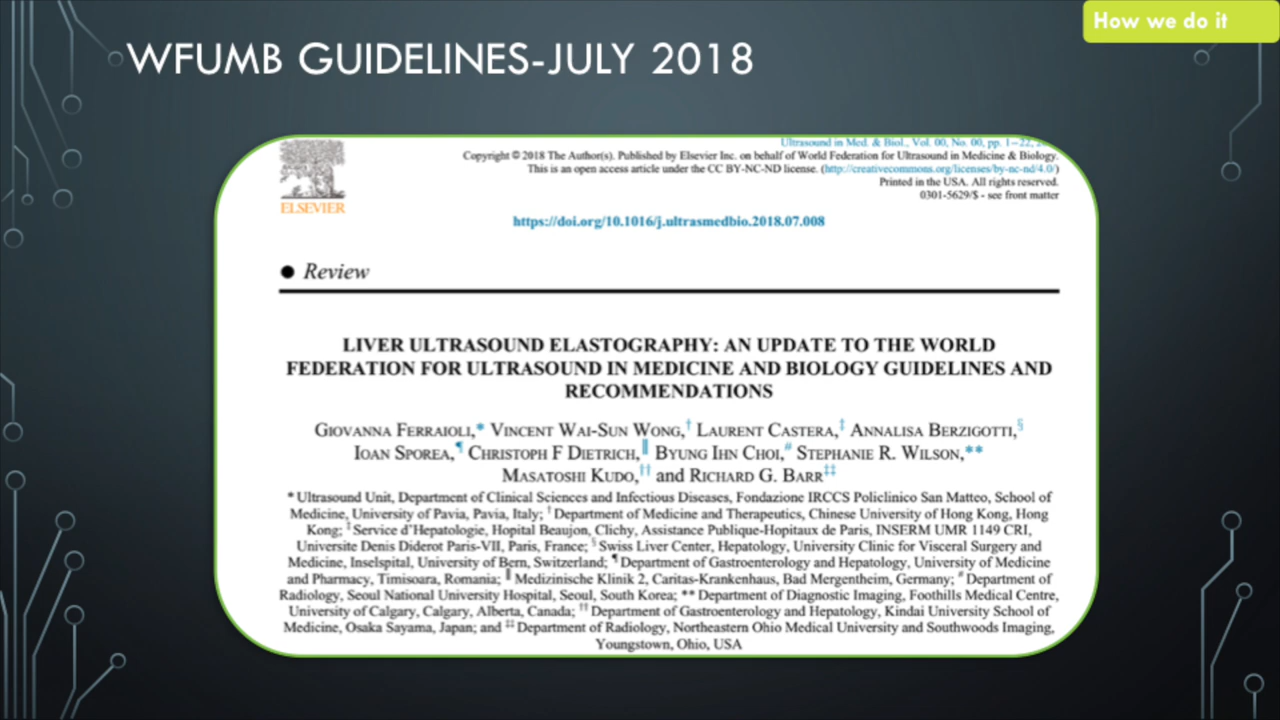 How we do it
WFUMB GUIDELINES-JULY 2018
Ultrasound in Med. & Biol., Vol. 00, No. 00, pp. 1–22,
Copyright © 2018 The Author(s). Published by Elsevier Inc. on behalf of World Federation for Ultrasound in Medicine & Biology.
This is an open access article under the CC BY-NC-ND license. (http://creativecommons.org/licenses/by-nc-nd/4.0/)
Printed in the USA. All rights reserved.
0301-5629/$ - see front matter
ELSEVIER
https://doi.org/10.1016/j.ultrasmedbio.2018.07.008
● Review
LIVER ULTRASOUND ELASTOGRAPHY: AN UPDATE TO THE WORLD
FEDERATION FOR ULTRASOUND IN MEDICINE AND BIOLOGY GUIDELINES AND
RECOMMENDATIONS
GIOVANNA FERRAIOLI,* VINCENT WAI-SUN WONG,† LAURENT CASTERA,‡ ANNALISA BERZIGOTTI,§
IOAN SPOREA,¶ CHRISTOPH F DIETRICH,‖ BYUNG IHN CHOI,# STEPHANIE R. WILSON,**
MASATOSHI KUDO,†† and RICHARD G. BARR‡‡
* Ultrasound Unit, Department of Clinical Sciences and Infectious Diseases, Fondazione IRCCS Policlinico San Matteo, School of
Medicine, University of Pavia, Pavia, Italy; † Department of Medicine and Therapeutics, Chinese University of Hong Kong, Hong
Kong; ‡ Service d'Hepatologie, Hopital Beaujon, Clichy, Assistance Publique-Hopitaux de Paris, INSERM UMR 1149 CRI,
Universite Denis Diderot Paris-VII, Paris, France; § Swiss Liver Center, Hepatology, University Clinic for Visceral Surgery and
Medicine, Inselspital, University of Bern, Switzerland; ¶ Department of Gastroenterology and Hepatology, University of Medicine
and Pharmacy, Timisoara, Romania; ‖ Medizinische Klinik 2, Caritas-Krankenhaus, Bad Mergentheim, Germany; # Department of
Radiology, Seoul National University Hospital, Seoul, South Korea; ** Department of Diagnostic Imaging, Foothills Medical Centre,
University of Calgary, Calgary, Alberta, Canada; †† Department of Gastroenterology and Hepatology, Kindai University School of
Medicine, Osaka Sayama, Japan; and ‡‡ Department of Radiology, Northeastern Ohio Medical University and Southwoods Imaging,
Youngstown, Ohio, USA